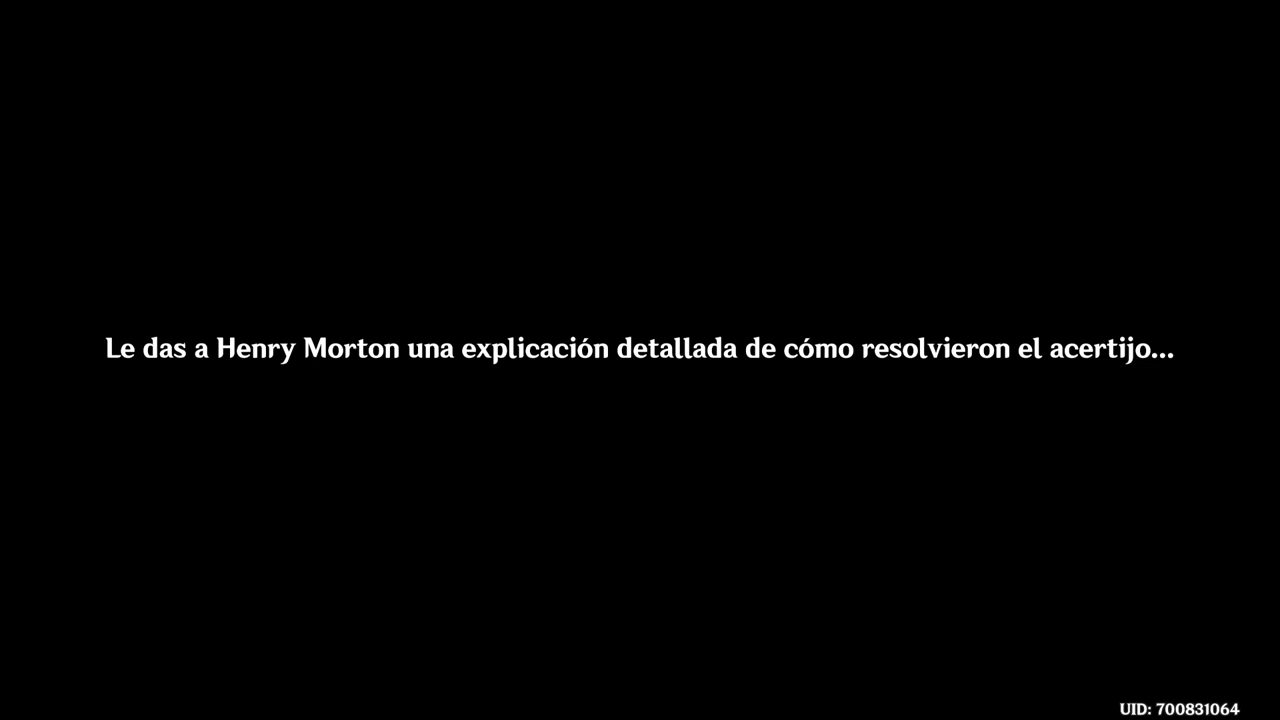 Le das a Henry Morton una explicación detallada de cómo resolvieron el acertijo...
UID: 700831064